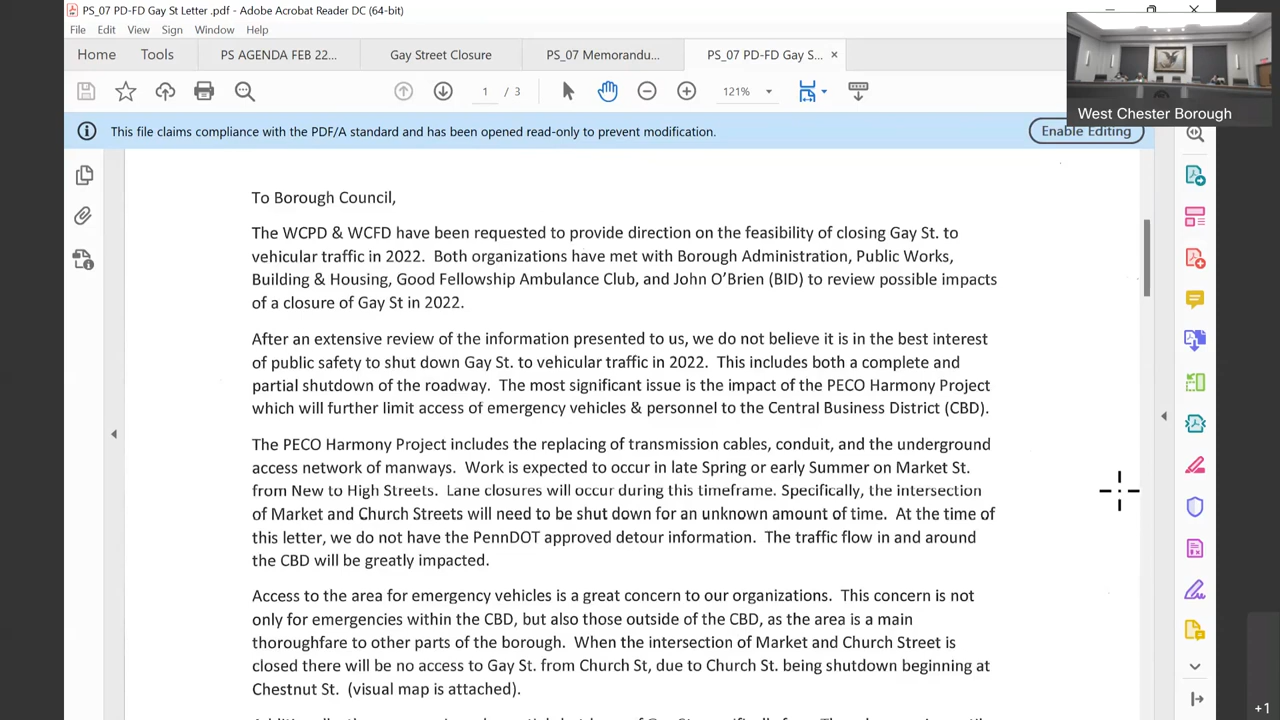 PS_07 PD-FD Gay St Letter .pdf - Adobe Acrobat Reader DC (64-bit)
File Edit View Sign Window Help
Home Tools PS AGENDA FEB 22... Gay Street Closure PS_07 Memorandu... PS_07 PD-FD Gay S... ×
1 / 3 121%
West Chester Borough
This file claims compliance with the PDF/A standard and has been opened read-only to prevent modification.
Enable Editing
To Borough Council,
The WCPD & WCFD have been requested to provide direction on the feasibility of closing Gay St. to
vehicular traffic in 2022. Both organizations have met with Borough Administration, Public Works,
Building & Housing, Good Fellowship Ambulance Club, and John O'Brien (BID) to review possible impacts
of a closure of Gay St in 2022.
After an extensive review of the information presented to us, we do not believe it is in the best interest
of public safety to shut down Gay St. to vehicular traffic in 2022. This includes both a complete and
partial shutdown of the roadway. The most significant issue is the impact of the PECO Harmony Project
which will further limit access of emergency vehicles & personnel to the Central Business District (CBD).
The PECO Harmony Project includes the replacing of transmission cables, conduit, and the underground
access network of manways. Work is expected to occur in late Spring or early Summer on Market St.
from New to High Streets. Lane closures will occur during this timeframe. Specifically, the intersection
of Market and Church Streets will need to be shut down for an unknown amount of time. At the time of
this letter, we do not have the PennDOT approved detour information. The traffic flow in and around
the CBD will be greatly impacted.
Access to the area for emergency vehicles is a great concern to our organizations. This concern is not
only for emergencies within the CBD, but also those outside of the CBD, as the area is a main
thoroughfare to other parts of the borough. When the intersection of Market and Church Street is
closed there will be no access to Gay St. from Church St, due to Church St. being shutdown beginning at
Chestnut St. (visual map is attached).
+1